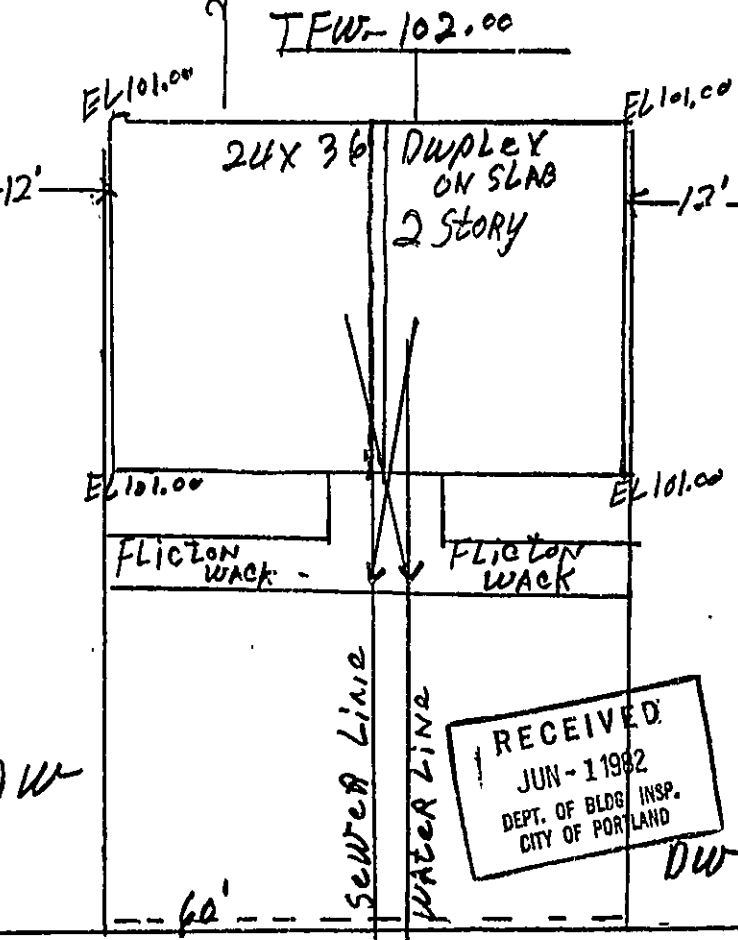 TFW-102.00
EL101.00
EL101.00
24X36 DUPLEX
ON SLAB
2 STORY
12'
12'
EL101.00
EL101.00
FLICTON
WACK
FLICTON
WACK
SEWER LINE
WATER LINE
RECEIVED
JUN-1 1982
DEPT. OF BLDG INSP.
CITY OF PORTLAND
DW
DW
60'